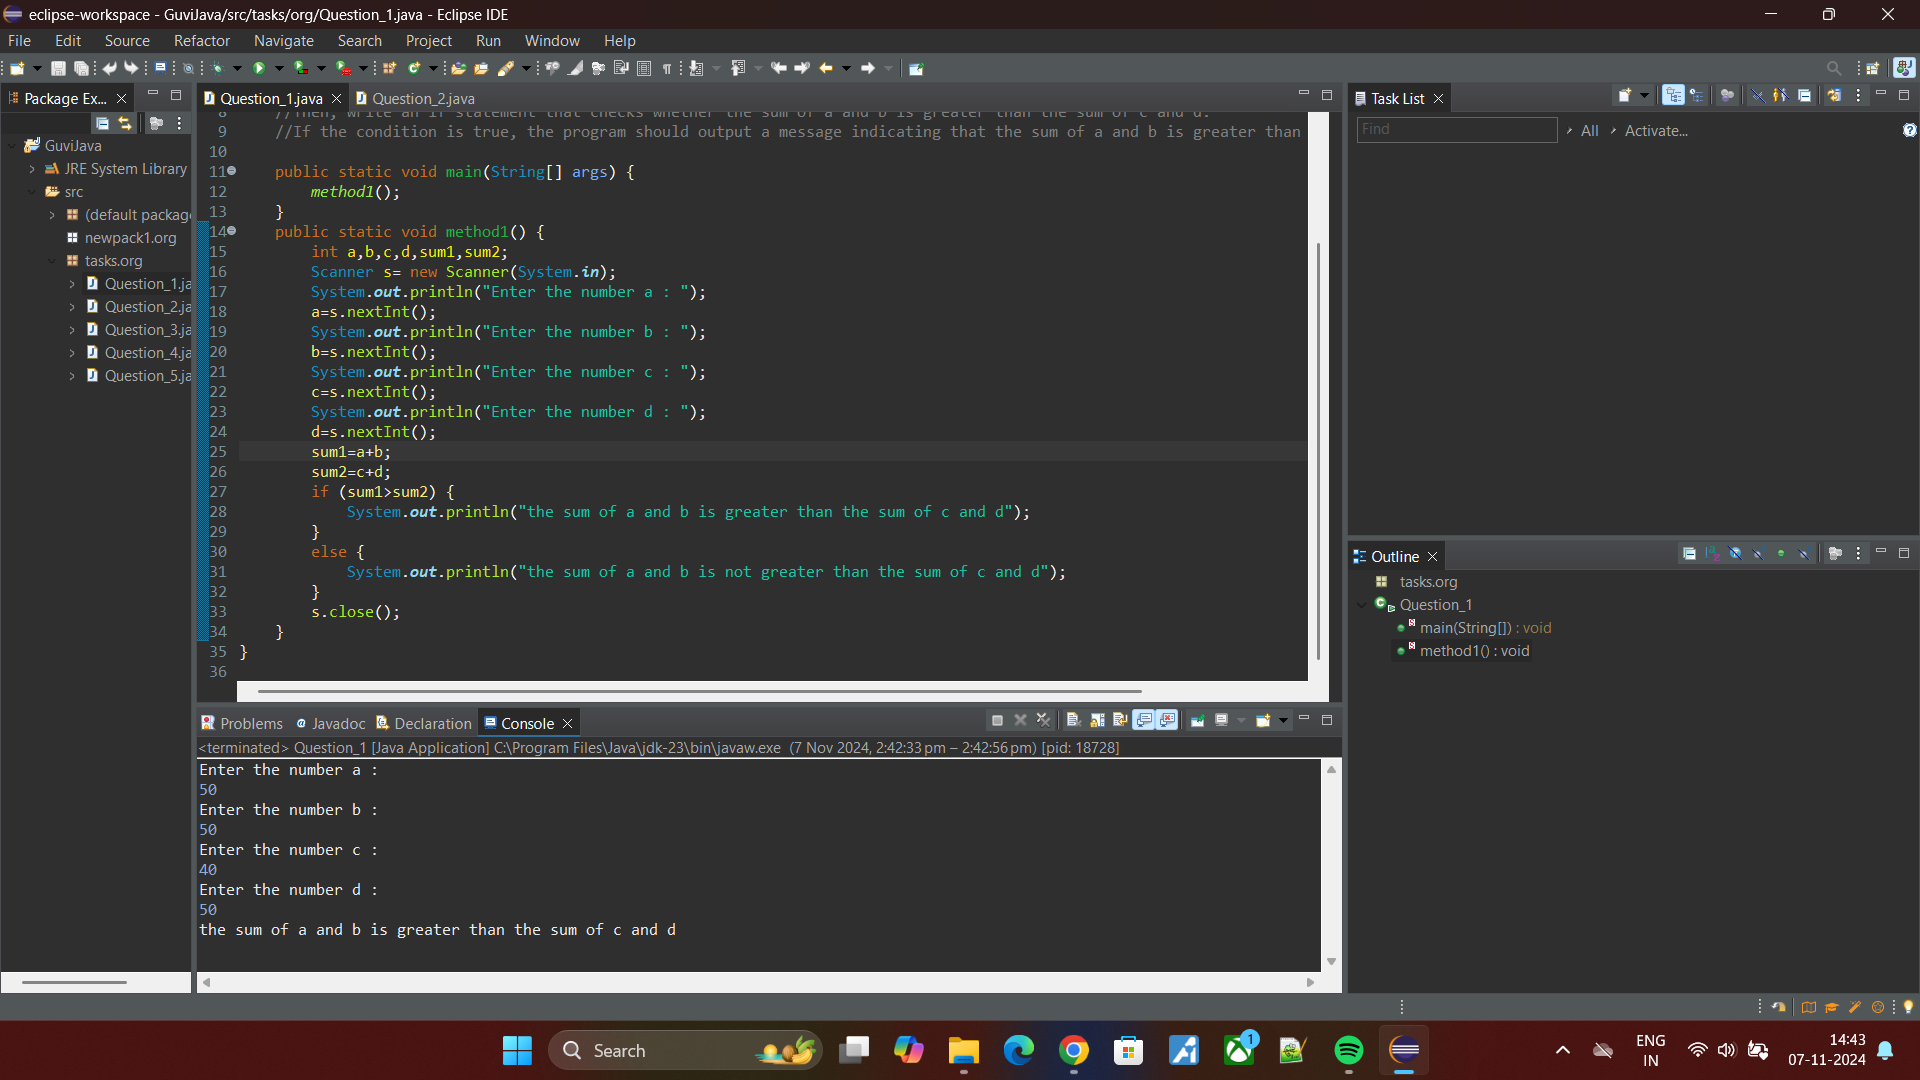 eclipse-workspace - GuviJava/src/tasks/org/Question_1.java - Eclipse IDE
File Edit Source Refactor Navigate Search Project Run Window Help
Package Ex...
GuviJava
JRE System Library
src
(default packag
newpack1.org
tasks.org
Question_1.ja
Question_2.ja
Question_3.ja
Question_4.ja
Question_5.ja
Question_1.java
Question_2.java
8 //Then, write an if statement that checks whether the sum of a and b is greater than the sum of c and d.
9 //If the condition is true, the program should output a message indicating that the sum of a and b is greater than
10
11 public static void main(String[] args) {
12 method1();
13 }
14 public static void method1() {
15 int a,b,c,d,sum1,sum2;
16 Scanner s= new Scanner(System.in);
17 System.out.println("Enter the number a : ");
18 a=s.nextInt();
19 System.out.println("Enter the number b : ");
20 b=s.nextInt();
21 System.out.println("Enter the number c : ");
22 c=s.nextInt();
23 System.out.println("Enter the number d : ");
24 d=s.nextInt();
25 sum1=a+b;
26 sum2=c+d;
27 if (sum1>sum2) {
28 System.out.println("the sum of a and b is greater than the sum of c and d");
29 }
30 else {
31 System.out.println("the sum of a and b is not greater than the sum of c and d");
32 }
33 s.close();
34 }
35 }
36
Problems Javadoc Declaration Console
<terminated> Question_1 [Java Application] C:\Program Files\Java\jdk-23\bin\javaw.exe (7 Nov 2024, 2:42:33 pm – 2:42:56 pm) [pid: 18728]
Enter the number a :
50
Enter the number b :
50
Enter the number c :
40
Enter the number d :
50
the sum of a and b is greater than the sum of c and d
Task List
Find All Activate...
Outline
tasks.org
Question_1
main(String[]) : void
method1() : void
Search
1
ENG
IN
14:43
07-11-2024